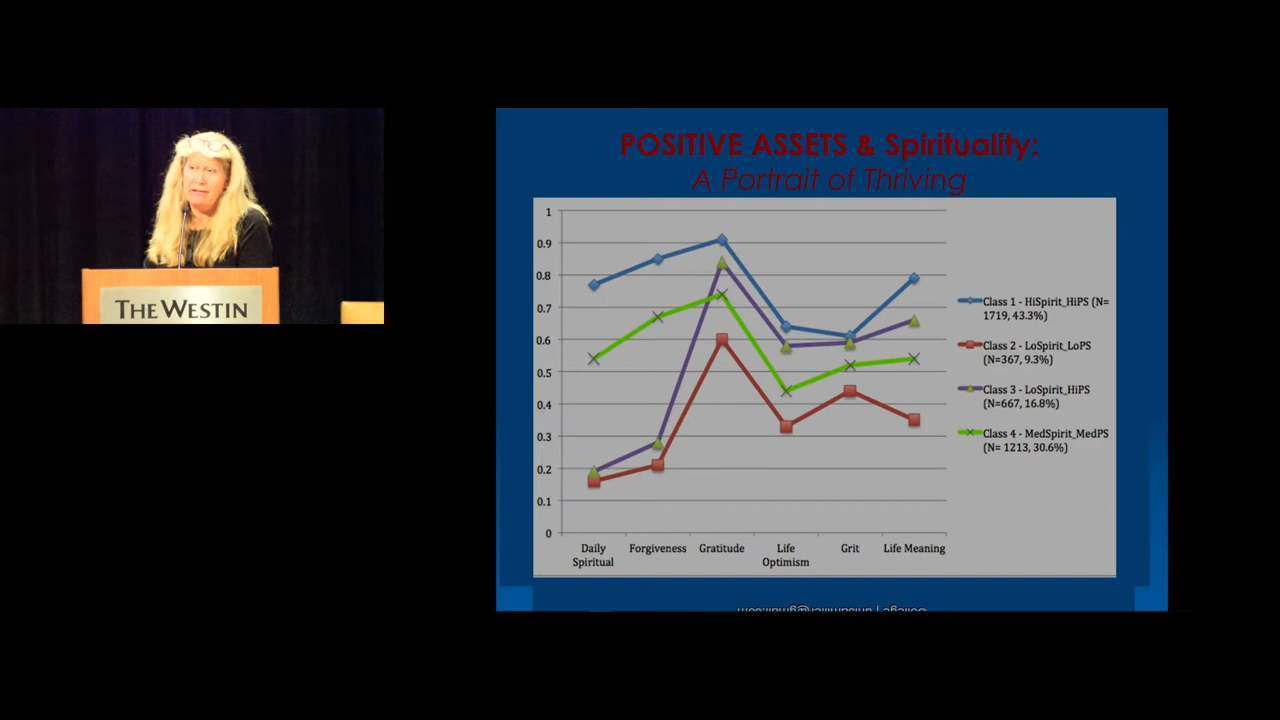 THE WESTIN
POSITIVE ASSETS & Spirituality:
A Portrait of Thriving
1
0.9
0.8
0.7
0.6
0.5
0.4
0.3
0.2
0.1
0
Daily
Spiritual
Forgiveness
Gratitude
Life
Optimism
Grit
Life Meaning
Class 1 - HiSpirit_HiPS (N=
1719, 43.3%)
Class 2 - LoSpirit_LoPS
(N=367, 9.3%)
Class 3 - LoSpirit_HiPS
(N=667, 16.8%)
Class 4 - MedSpirit_MedPS
(N= 1213, 30.6%)